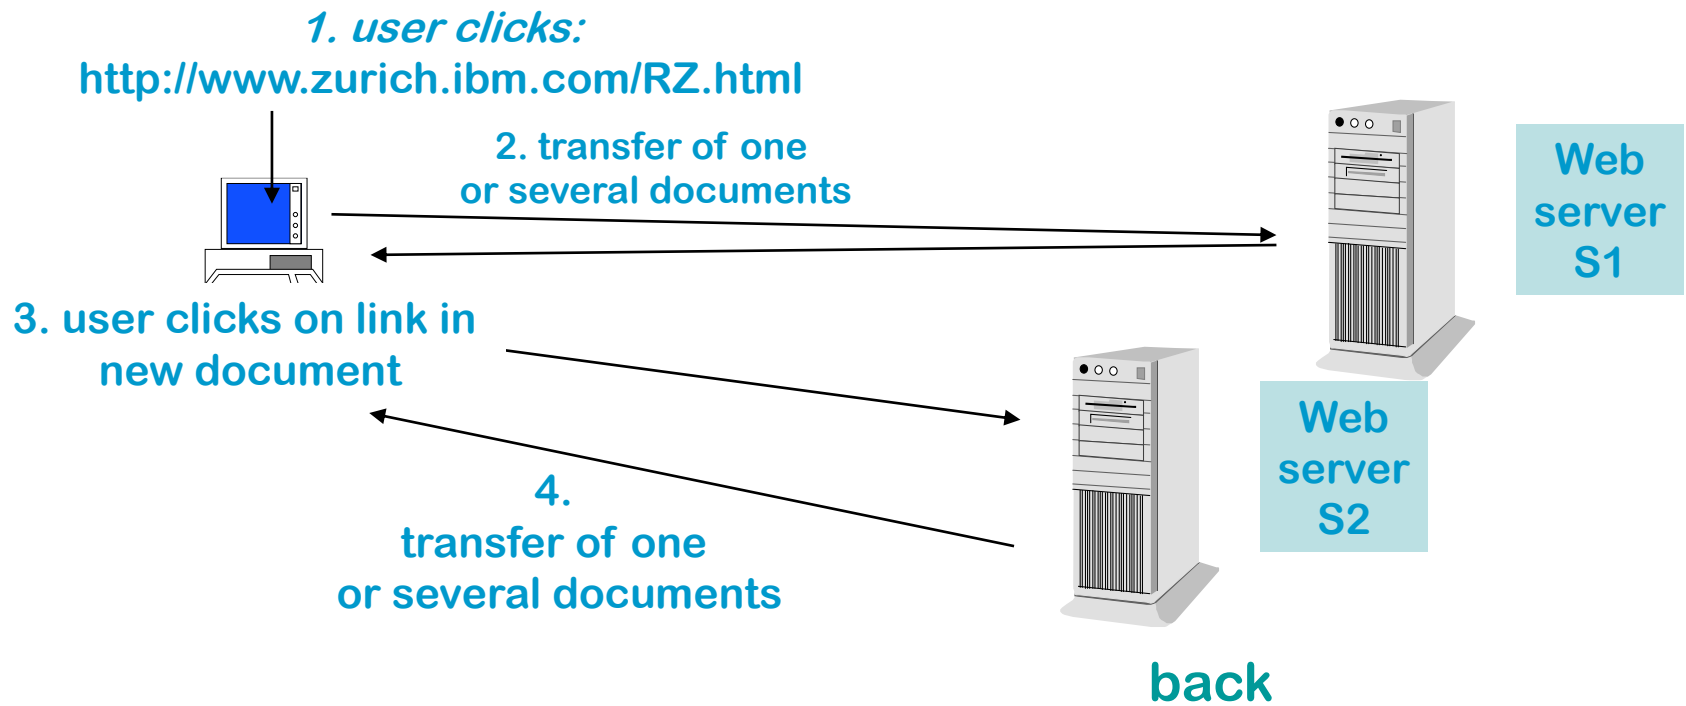 1. user clicks:
http://www.zurich.ibm.com/RZ.html
2. transfer of one
or several documents
Web
server
S1
3. user clicks on link in
new document
Web
server
S2
4.
transfer of one
or several documents
back